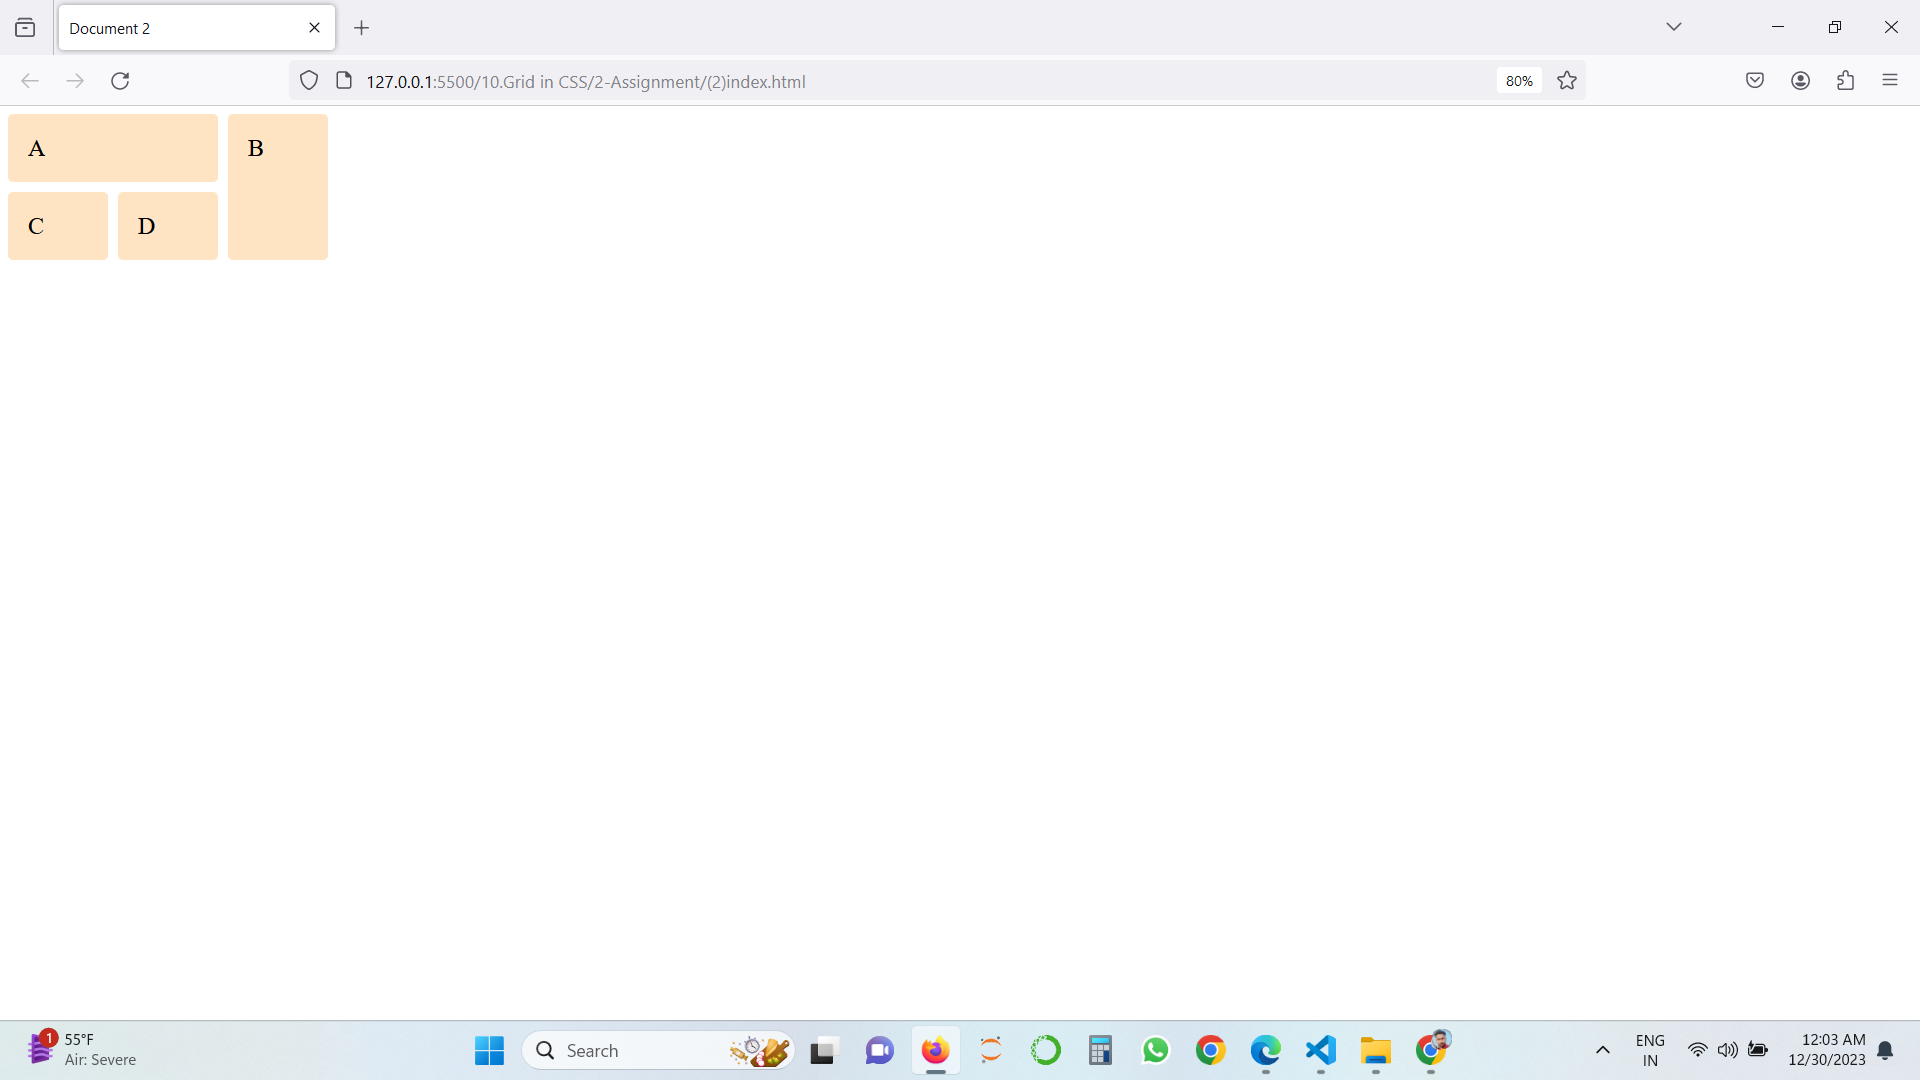 Document 2
127.0.0.1:5500/10.Grid in CSS/2-Assignment/(2)index.html
80%
A
B
C
D
1
55°F
Air: Severe
Search
ENG
IN
12:03 AM
12/30/2023